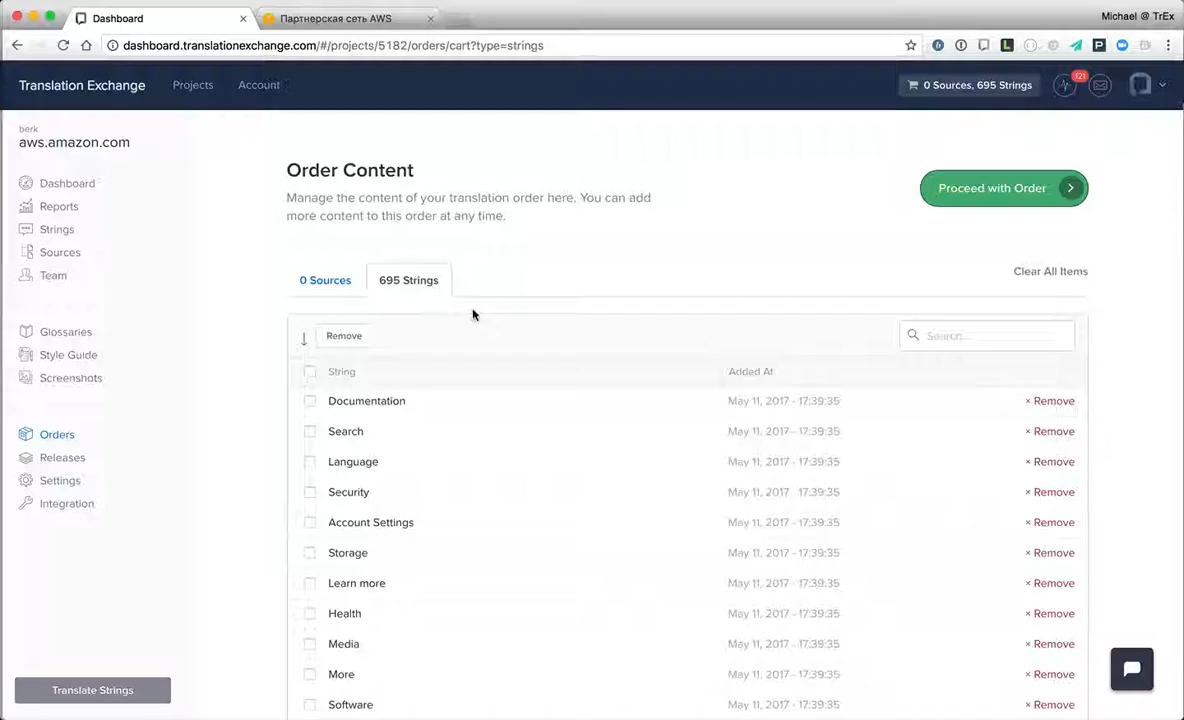 Dashboard
Партнерская сеть AWS
Michael @ TrEx
dashboard.translationexchange.com/#/projects/5182/orders/cart?type=strings
Translation Exchange
Projects
Account
0 Sources, 695 Strings
121
berk
aws.amazon.com
Dashboard
Reports
Strings
Sources
Team
Glossaries
Style Guide
Screenshots
Orders
Releases
Settings
Integration
Translate Strings
Order Content
Manage the content of your translation order here. You can add
more content to this order at any time.
Proceed with Order
0 Sources
695 Strings
Clear All Items
Remove
Search...
String Added At
Documentation May 11, 2017 - 17:39:35 × Remove
Search May 11, 2017 - 17:39:35 × Remove
Language May 11, 2017 - 17:39:35 × Remove
Security May 11, 2017 - 17:39:35 × Remove
Account Settings May 11, 2017 - 17:39:35 × Remove
Storage May 11, 2017 - 17:39:35 × Remove
Learn more May 11, 2017 - 17:39:35 × Remove
Health May 11, 2017 - 17:39:35 × Remove
Media May 11, 2017 - 17:39:35 × Remove
More May 11, 2017 - 17:39:35 × Remove
Software May 11, 2017 - 17:39:35 × Remove